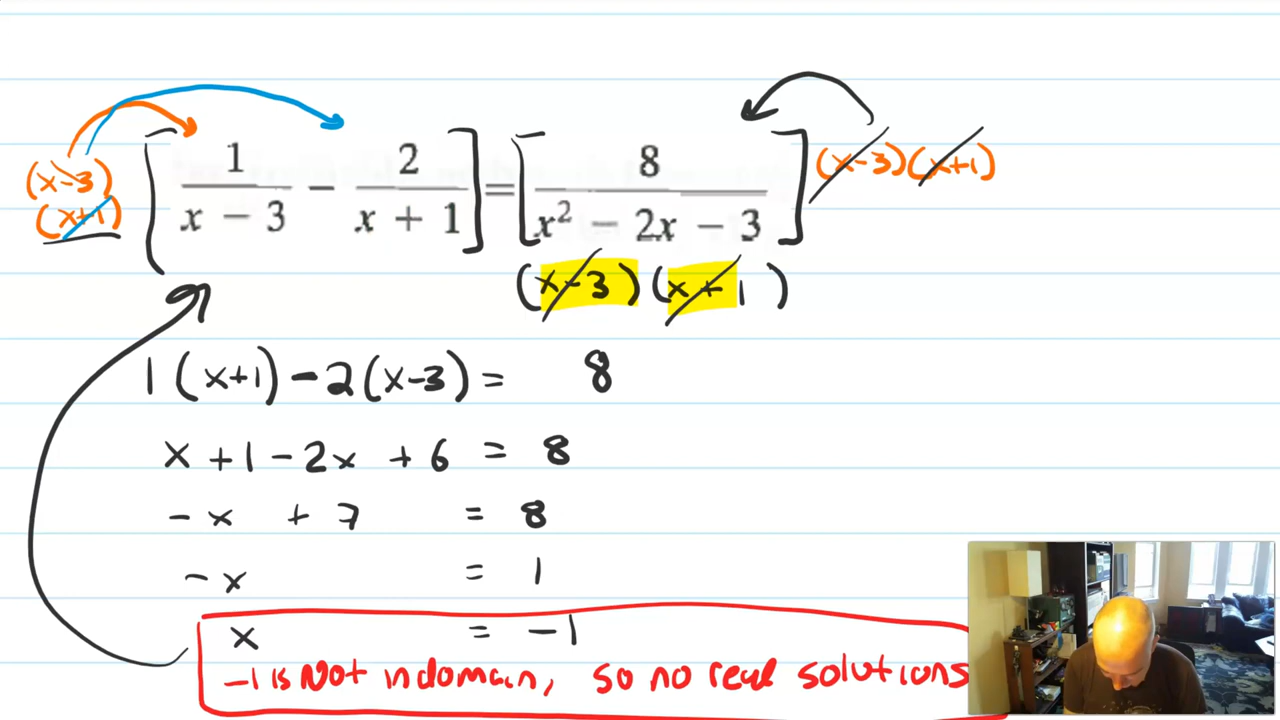 (x-3)
(x+1) [ 1/(x − 3) − 2/(x + 1) ] = [ 8/(x² − 2x − 3) ] (x-3)(x+1)
(x-3)(x+1)
1(x+1) - 2(x-3) = 8
x + 1 - 2x + 6 = 8
-x + 7 = 8
-x = 1
x = -1
-1 is Not in domain, so no real solutions